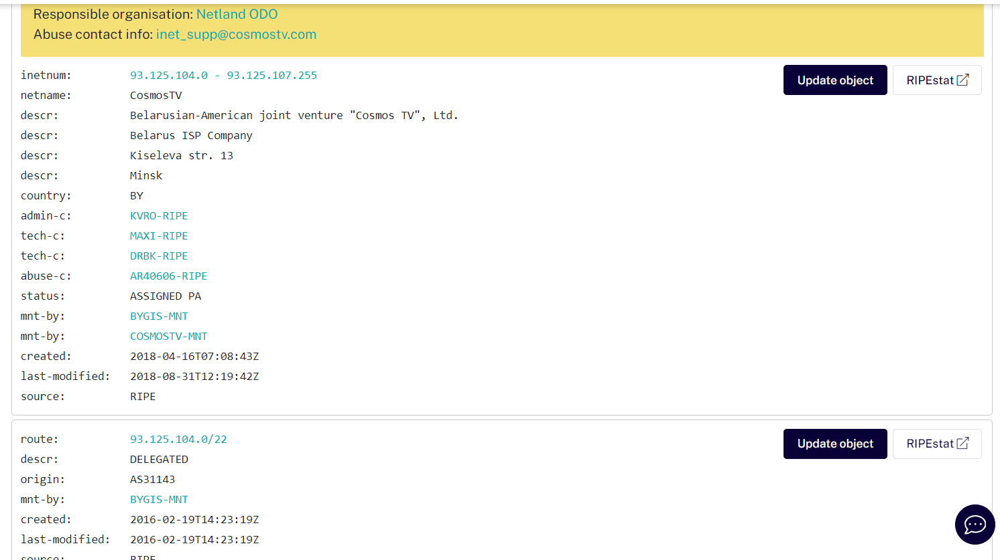 Responsible organisation: Netland ODO
Abuse contact info: inet_supp@cosmostv.com
inetnum: 93.125.104.0 - 93.125.107.255
Update object RIPEstat
netname: CosmosTV
descr: Belarusian-American joint venture "Cosmos TV", Ltd.
descr: Belarus ISP Company
descr: Kiseleva str. 13
descr: Minsk
country: BY
admin-c: KVRO-RIPE
tech-c: MAXI-RIPE
tech-c: DRBK-RIPE
abuse-c: AR40606-RIPE
status: ASSIGNED PA
mnt-by: BYGIS-MNT
mnt-by: COSMOSTV-MNT
created: 2018-04-16T07:08:43Z
last-modified: 2018-08-31T12:19:42Z
source: RIPE
route: 93.125.104.0/22
Update object RIPEstat
descr: DELEGATED
origin: AS31143
mnt-by: BYGIS-MNT
created: 2016-02-19T14:23:19Z
last-modified: 2016-02-19T14:23:19Z
source: RIPE